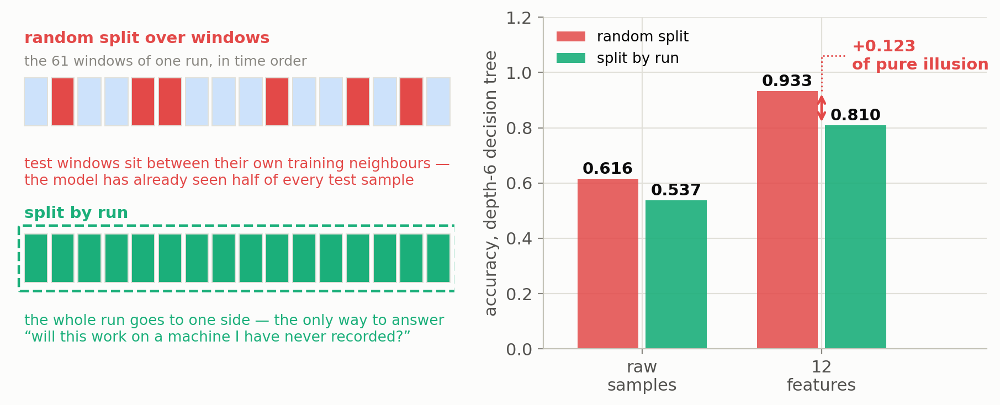 random split over windows
the 61 windows of one run, in time order
test windows sit between their own training neighbours —
the model has already seen half of every test sample
split by run
the whole run goes to one side — the only way to answer
“will this work on a machine I have never recorded?”
accuracy, depth-6 decision tree
1.2
1.0
0.8
0.6
0.4
0.2
0.0
random split
split by run
+0.123
of pure illusion
0.616
0.537
0.933
0.810
raw
samples
12
features